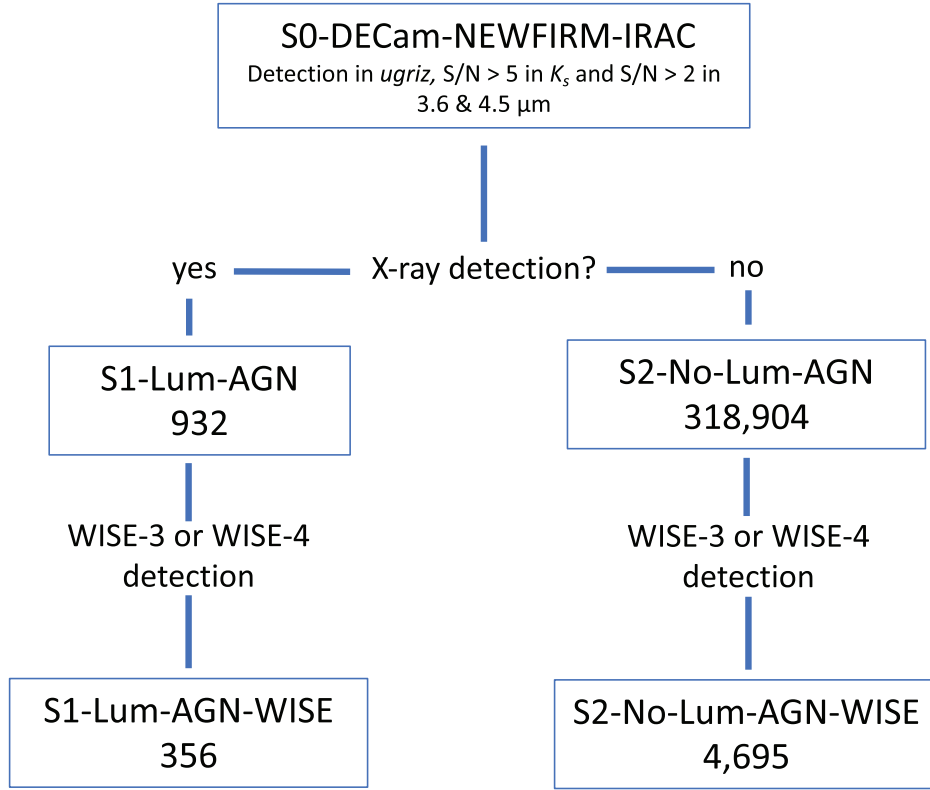 S0-DECam-NEWFIRM-IRAC
Detection in ugriz, S/N > 5 in Ks and S/N > 2 in
3.6 & 4.5 μm
yes
X-ray detection?
no
S1-Lum-AGN
932
S2-No-Lum-AGN
318,904
WISE-3 or WISE-4
detection
WISE-3 or WISE-4
detection
S1-Lum-AGN-WISE
356
S2-No-Lum-AGN-WISE
4,695